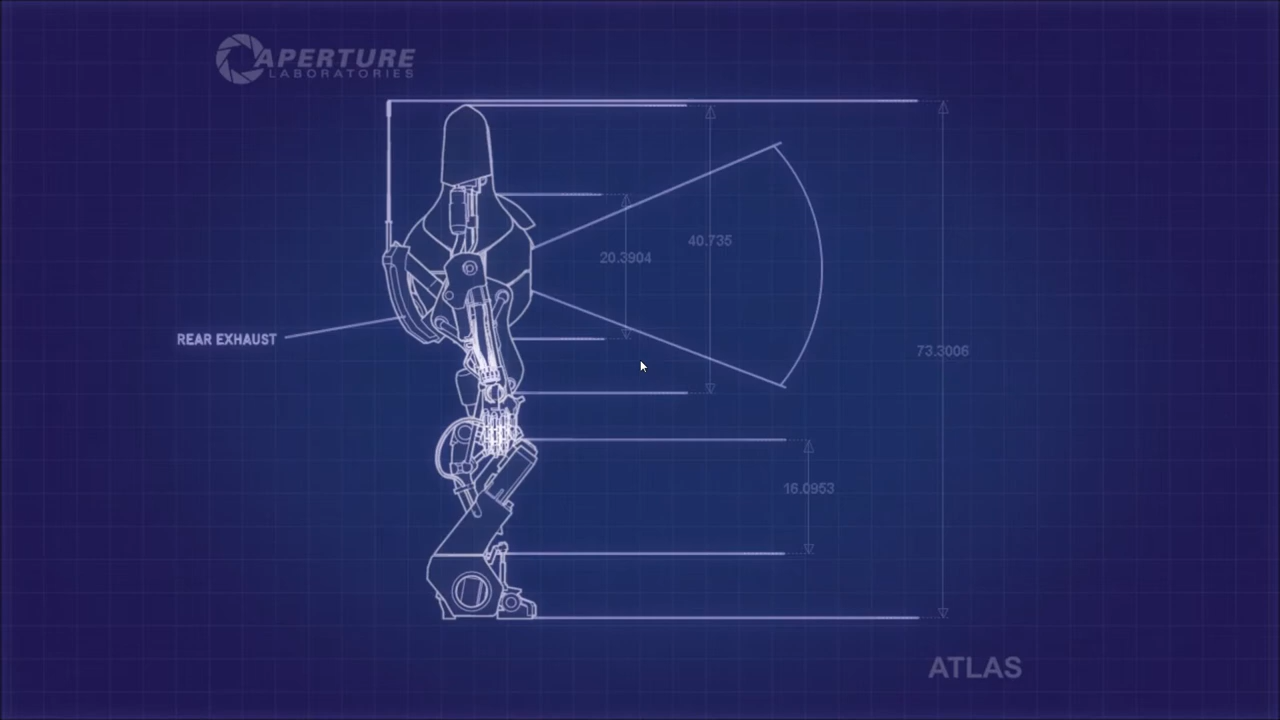 APERTURE
LABORATORIES
40.735
20.3904
REAR EXHAUST
73.3006
16.0953
ATLAS